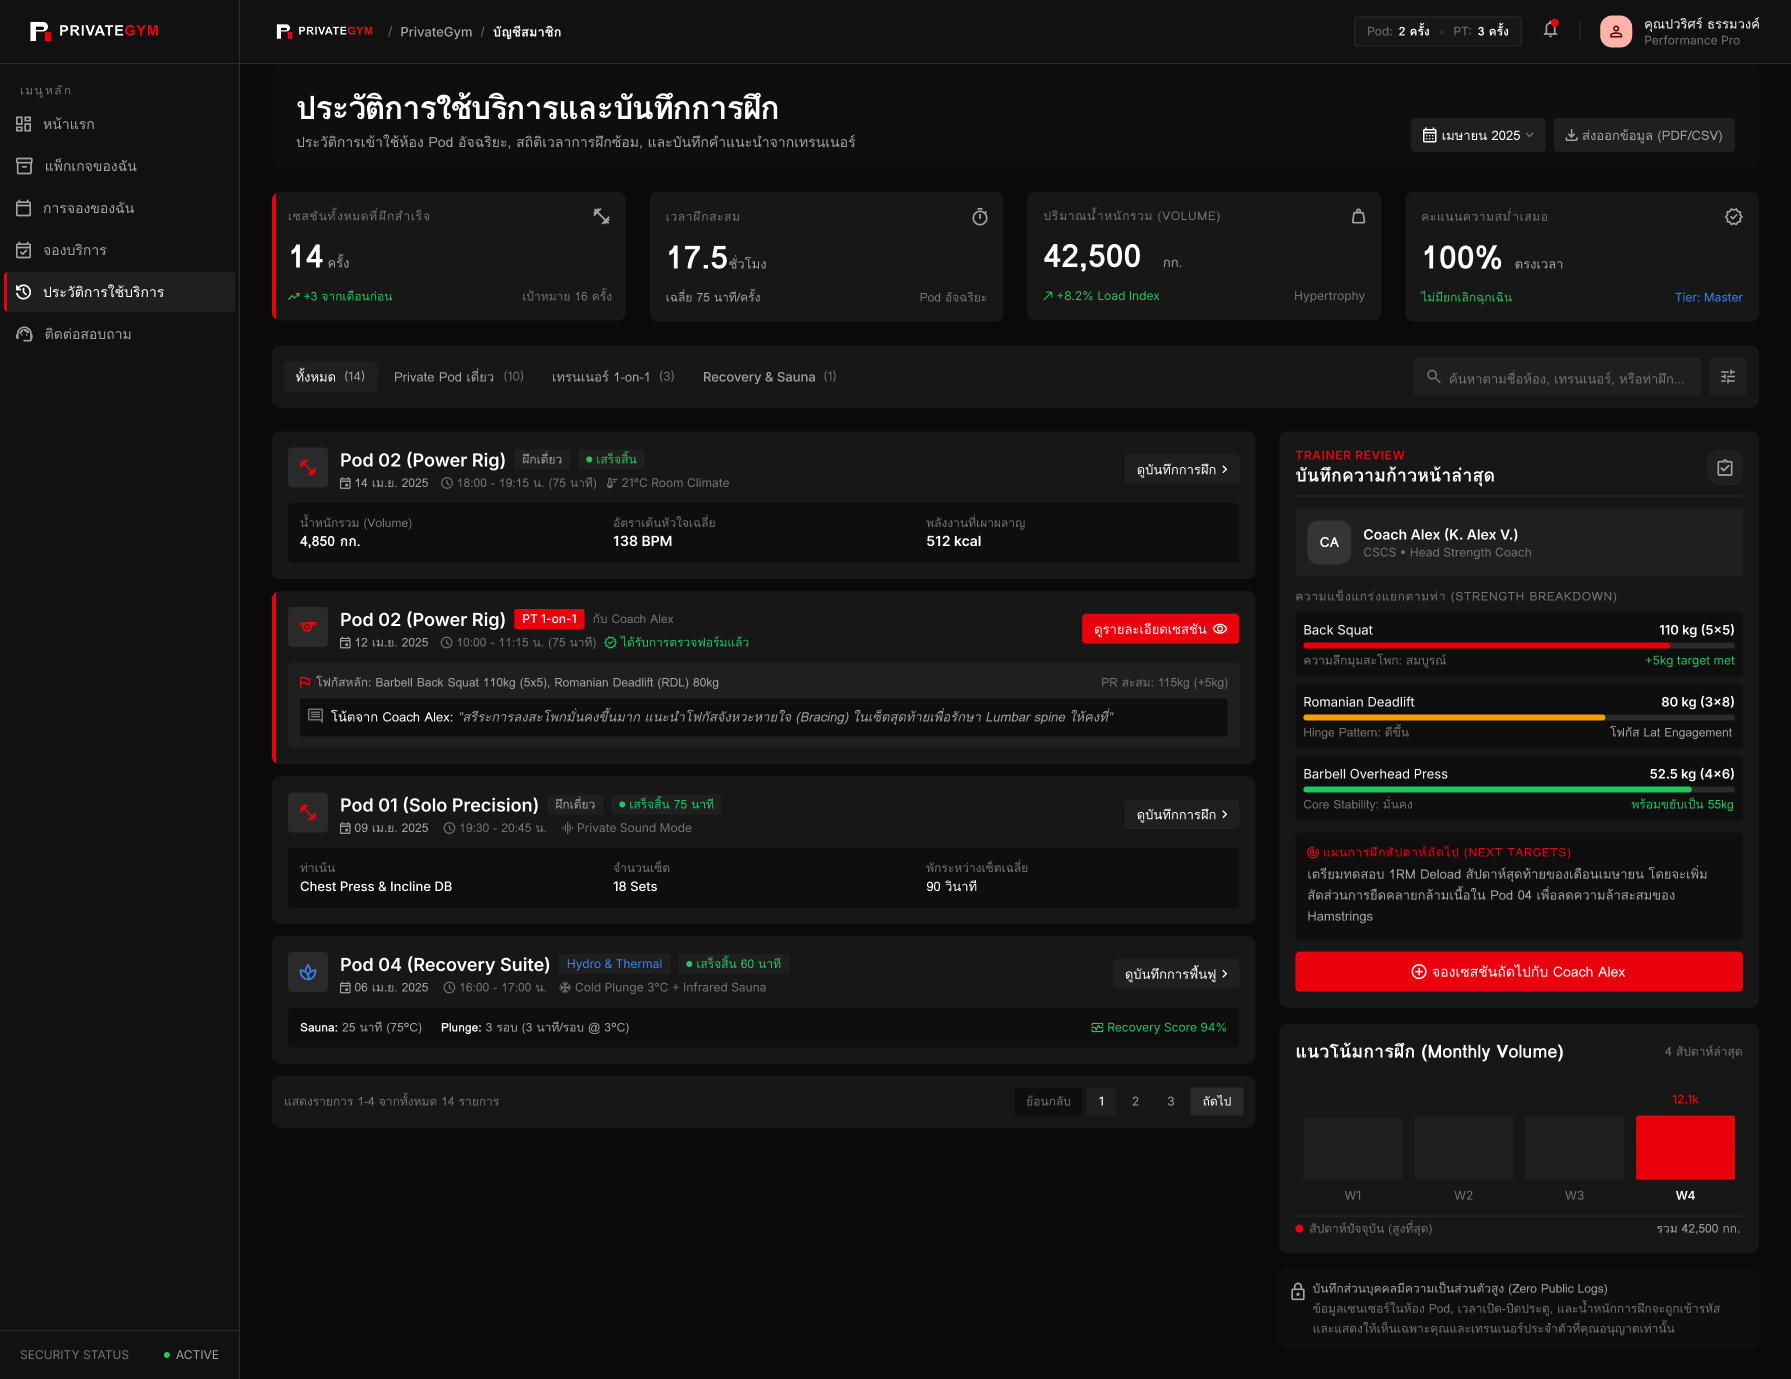 PRIVATEGYM
PRIVATEGYM / PrivateGym / บัญชีสมาชิก
Pod: 2 ครั้ง • PT: 3 ครั้ง
คุณปวริศร์ ธรรมวงค์
Performance Pro
เมนูหลัก
หน้าแรก
แพ็กเกจของฉัน
การจองของฉัน
จองบริการ
ประวัติการใช้บริการ
ติดต่อสอบถาม
SECURITY STATUS
ACTIVE
ประวัติการใช้บริการและบันทึกการฝึก
ประวัติการเข้าใช้ห้อง Pod อัจฉริยะ, สถิติเวลาการฝึกซ้อม, และบันทึกคำแนะนำจากเทรนเนอร์
เมษายน 2025
ส่งออกข้อมูล (PDF/CSV)
เซสชันทั้งหมดที่ฝึกสำเร็จ
14 ครั้ง
+3 จากเดือนก่อน
เป้าหมาย 16 ครั้ง
เวลาฝึกสะสม
17.5 ชั่วโมง
เฉลี่ย 75 นาที/ครั้ง
Pod อัจฉริยะ
ปริมาณน้ำหนักรวม (VOLUME)
42,500 กก.
+8.2% Load Index
Hypertrophy
คะแนนความสม่ำเสมอ
100% ตรงเวลา
ไม่มียกเลิกฉุกเฉิน
Tier: Master
ทั้งหมด (14)
Private Pod เดี่ยว (10)
เทรนเนอร์ 1-on-1 (3)
Recovery & Sauna (1)
ค้นหาตามชื่อห้อง, เทรนเนอร์, หรือท่าฝึก...
Pod 02 (Power Rig) ฝึกเดี่ยว เสร็จสิ้น
14 เม.ย. 2025 18:00 - 19:15 น. (75 นาที) 21°C Room Climate
ดูบันทึกการฝึก
น้ำหนักรวม (Volume)
4,850 กก.
อัตราเต้นหัวใจเฉลี่ย
138 BPM
พลังงานที่เผาผลาญ
512 kcal
Pod 02 (Power Rig) PT 1-on-1 กับ Coach Alex
12 เม.ย. 2025 10:00 - 11:15 น. (75 นาที) ได้รับการตรวจฟอร์มแล้ว
ดูรายละเอียดเซสชัน
โฟกัสหลัก: Barbell Back Squat 110kg (5x5), Romanian Deadlift (RDL) 80kg
PR สะสม: 115kg (+5kg)
โน้ตจาก Coach Alex: "สรีระการลงสะโพกมั่นคงขึ้นมาก แนะนำโฟกัสจังหวะหายใจ (Bracing) ในเซ็ตสุดท้ายเพื่อรักษา Lumbar spine ให้คงที่"
Pod 01 (Solo Precision) ฝึกเดี่ยว เสร็จสิ้น 75 นาที
09 เม.ย. 2025 19:30 - 20:45 น. Private Sound Mode
ดูบันทึกการฝึก
ท่าเน้น
Chest Press & Incline DB
จำนวนเซ็ต
18 Sets
พักระหว่างเซ็ตเฉลี่ย
90 วินาที
Pod 04 (Recovery Suite) Hydro & Thermal เสร็จสิ้น 60 นาที
06 เม.ย. 2025 16:00 - 17:00 น. Cold Plunge 3°C + Infrared Sauna
ดูบันทึกการฟื้นฟู
Sauna: 25 นาที (75°C) Plunge: 3 รอบ (3 นาที/รอบ @ 3°C)
Recovery Score 94%
แสดงรายการ 1-4 จากทั้งหมด 14 รายการ
ย้อนกลับ 1 2 3 ถัดไป
TRAINER REVIEW
บันทึกความก้าวหน้าล่าสุด
CA
Coach Alex (K. Alex V.)
CSCS • Head Strength Coach
ความแข็งแกร่งแยกตามท่า (STRENGTH BREAKDOWN)
Back Squat 110 kg (5×5)
ความลึกมุมสะโพก: สมบูรณ์ +5kg target met
Romanian Deadlift 80 kg (3×8)
Hinge Pattern: ดีขึ้น โฟกัส Lat Engagement
Barbell Overhead Press 52.5 kg (4×6)
Core Stability: มั่นคง พร้อมขยับเป็น 55kg
แผนการฝึกสัปดาห์ถัดไป (NEXT TARGETS)
เตรียมทดสอบ 1RM Deload สัปดาห์สุดท้ายของเดือนเมษายน โดยจะเพิ่ม
สัดส่วนการยืดคลายกล้ามเนื้อใน Pod 04 เพื่อลดความล้าสะสมของ
Hamstrings
จองเซสชันถัดไปกับ Coach Alex
แนวโน้มการฝึก (Monthly Volume)
4 สัปดาห์ล่าสุด
12.1k
W1 W2 W3 W4
สัปดาห์ปัจจุบัน (สูงที่สุด)
รวม 42,500 กก.
บันทึกส่วนบุคคลมีความเป็นส่วนตัวสูง (Zero Public Logs)
ข้อมูลเซนเซอร์ในห้อง Pod, เวลาเปิด-ปิดประตู, และน้ำหนักการฝึกจะถูกเข้ารหัส
และแสดงให้เห็นเฉพาะคุณและเทรนเนอร์ประจำตัวที่คุณอนุญาตเท่านั้น